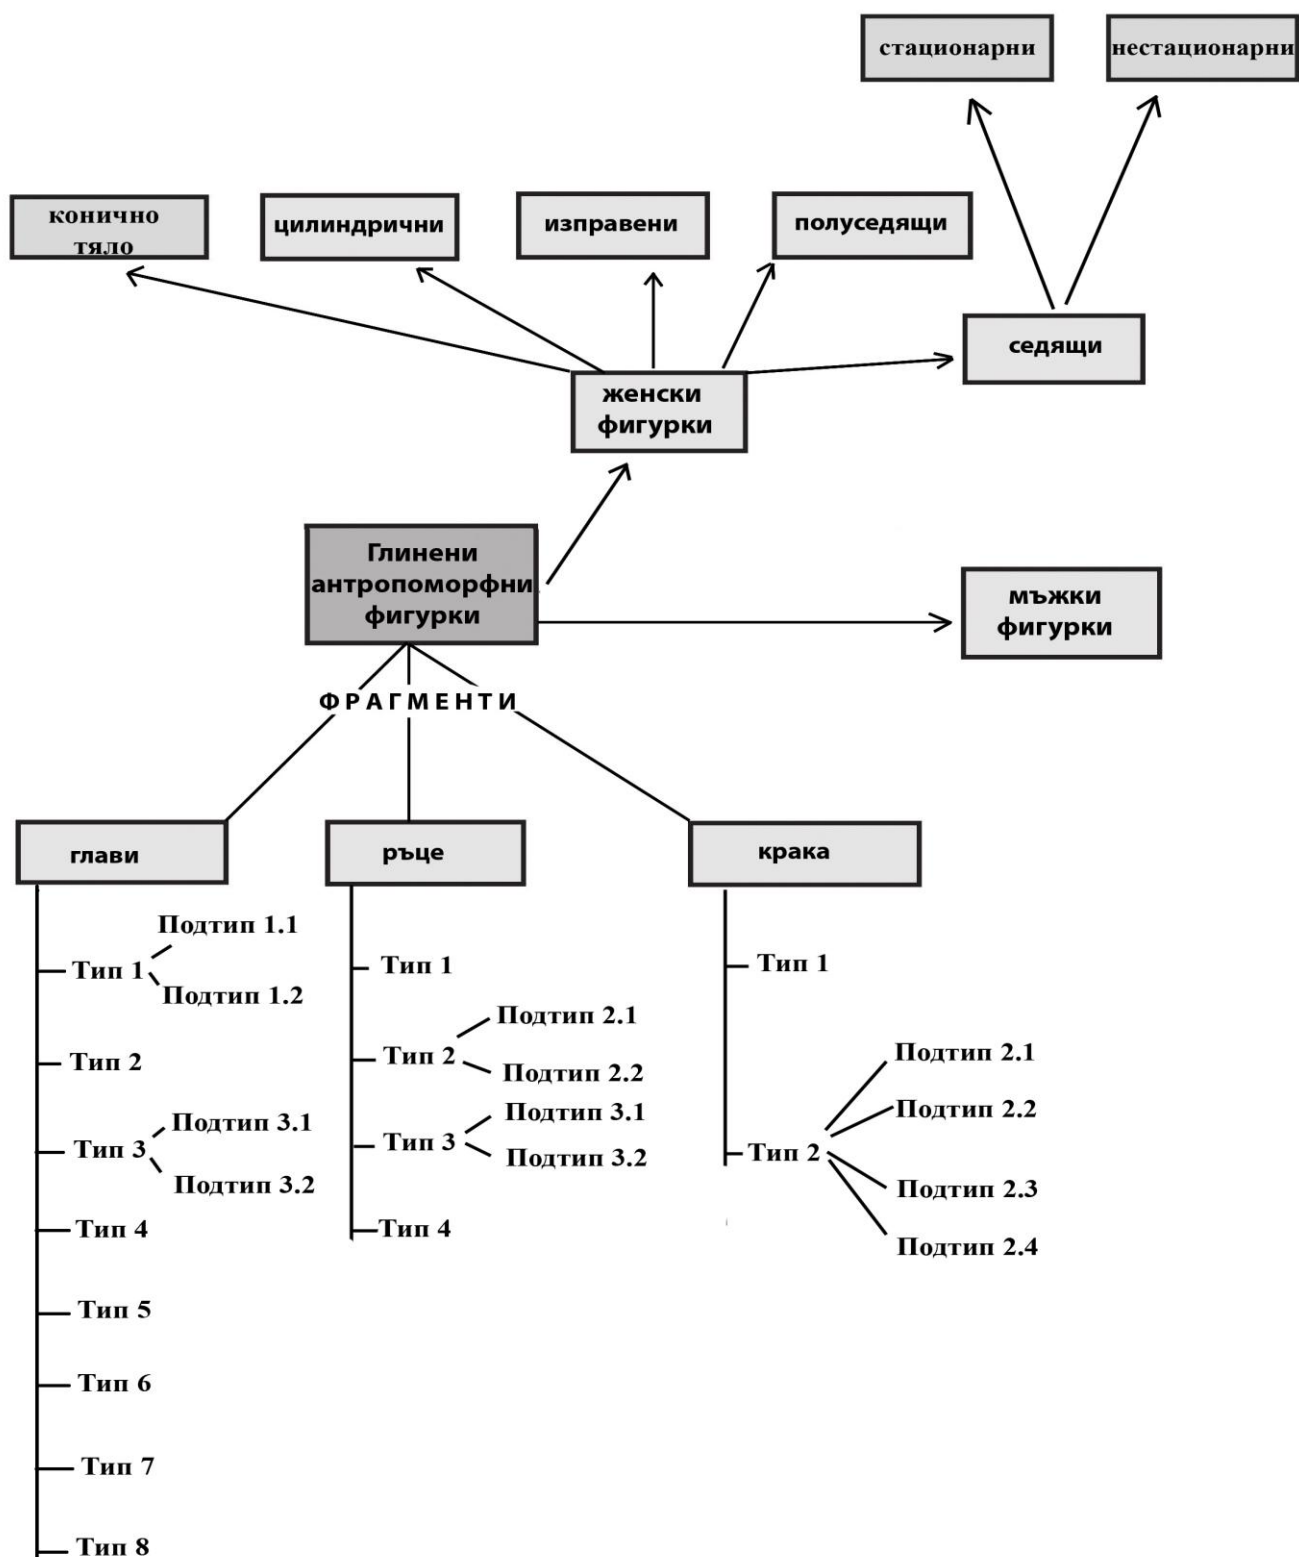 стационарни
нестационарни
конично
тяло
цилиндрични
изправени
полуседящи
седящи
женски
фигурки
Глинени
антропоморфни
фигурки
мъжки
фигурки
ФРАГМЕНТИ
глави
ръце
крака
Подтип 1.1
Тип 1
Подтип 1.2
Тип 2
Подтип 3.1
Тип 3
Подтип 3.2
Тип 4
Тип 5
Тип 6
Тип 7
Тип 8
Тип 1
Подтип 2.1
Тип 2
Подтип 2.2
Подтип 3.1
Тип 3
Подтип 3.2
Тип 4
Тип 1
Подтип 2.1
Подтип 2.2
Тип 2
Подтип 2.3
Подтип 2.4